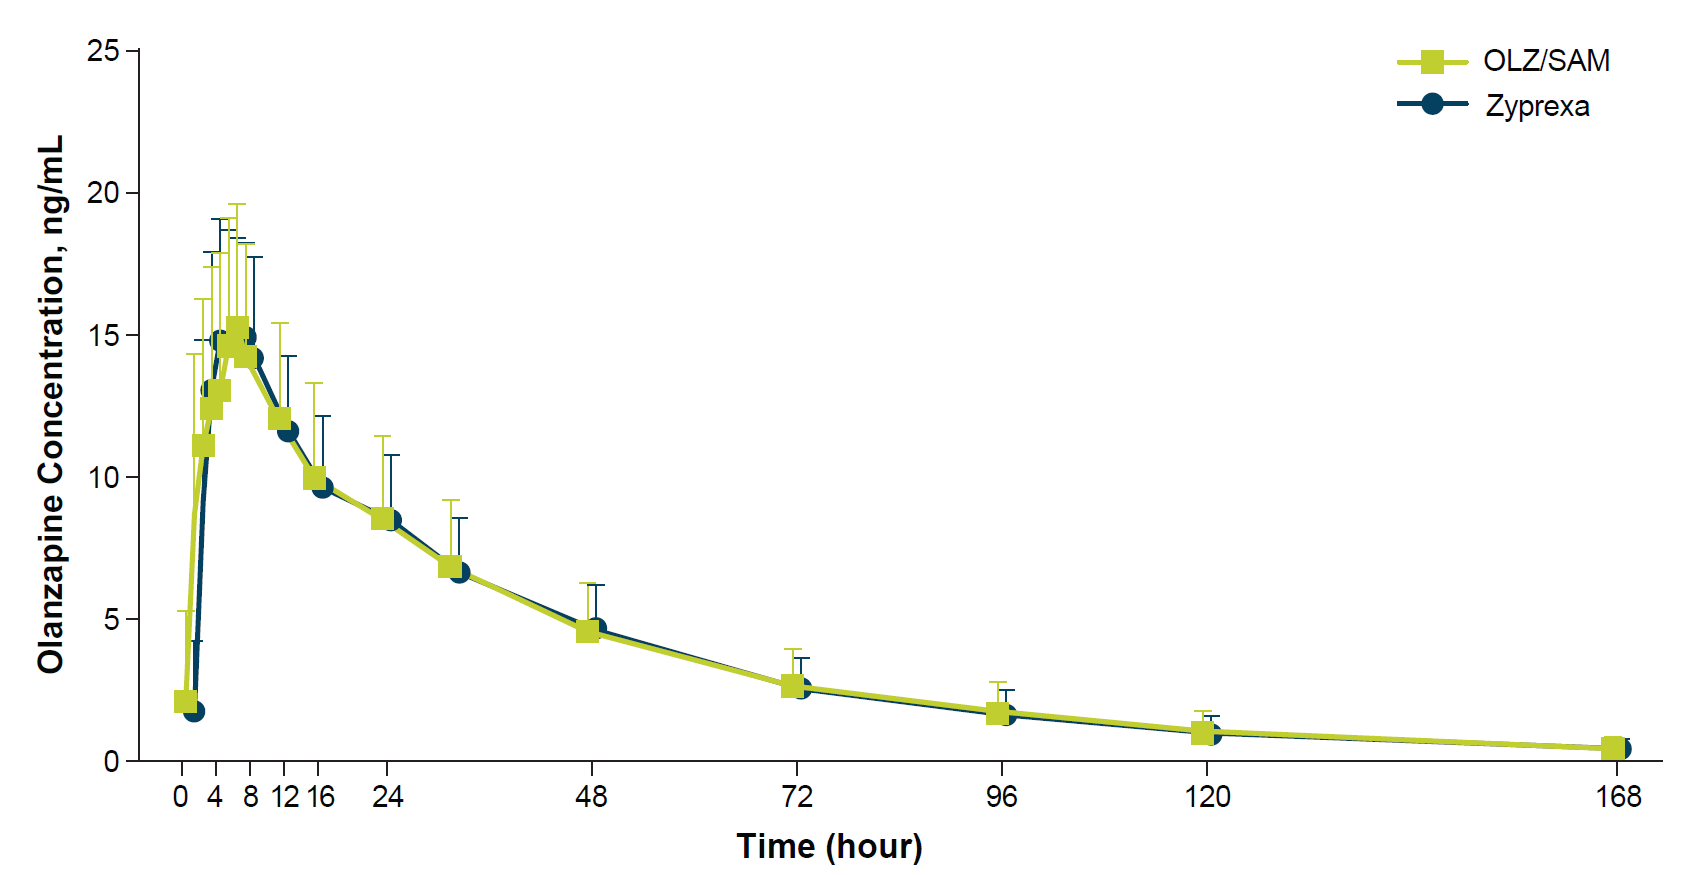 25
OLZ/SAM
Zyprexa
20
15
10
5
0
Olanzapine Concentration, ng/mL
0 4 8 12 16 24 48 72 96 120 168
Time (hour)